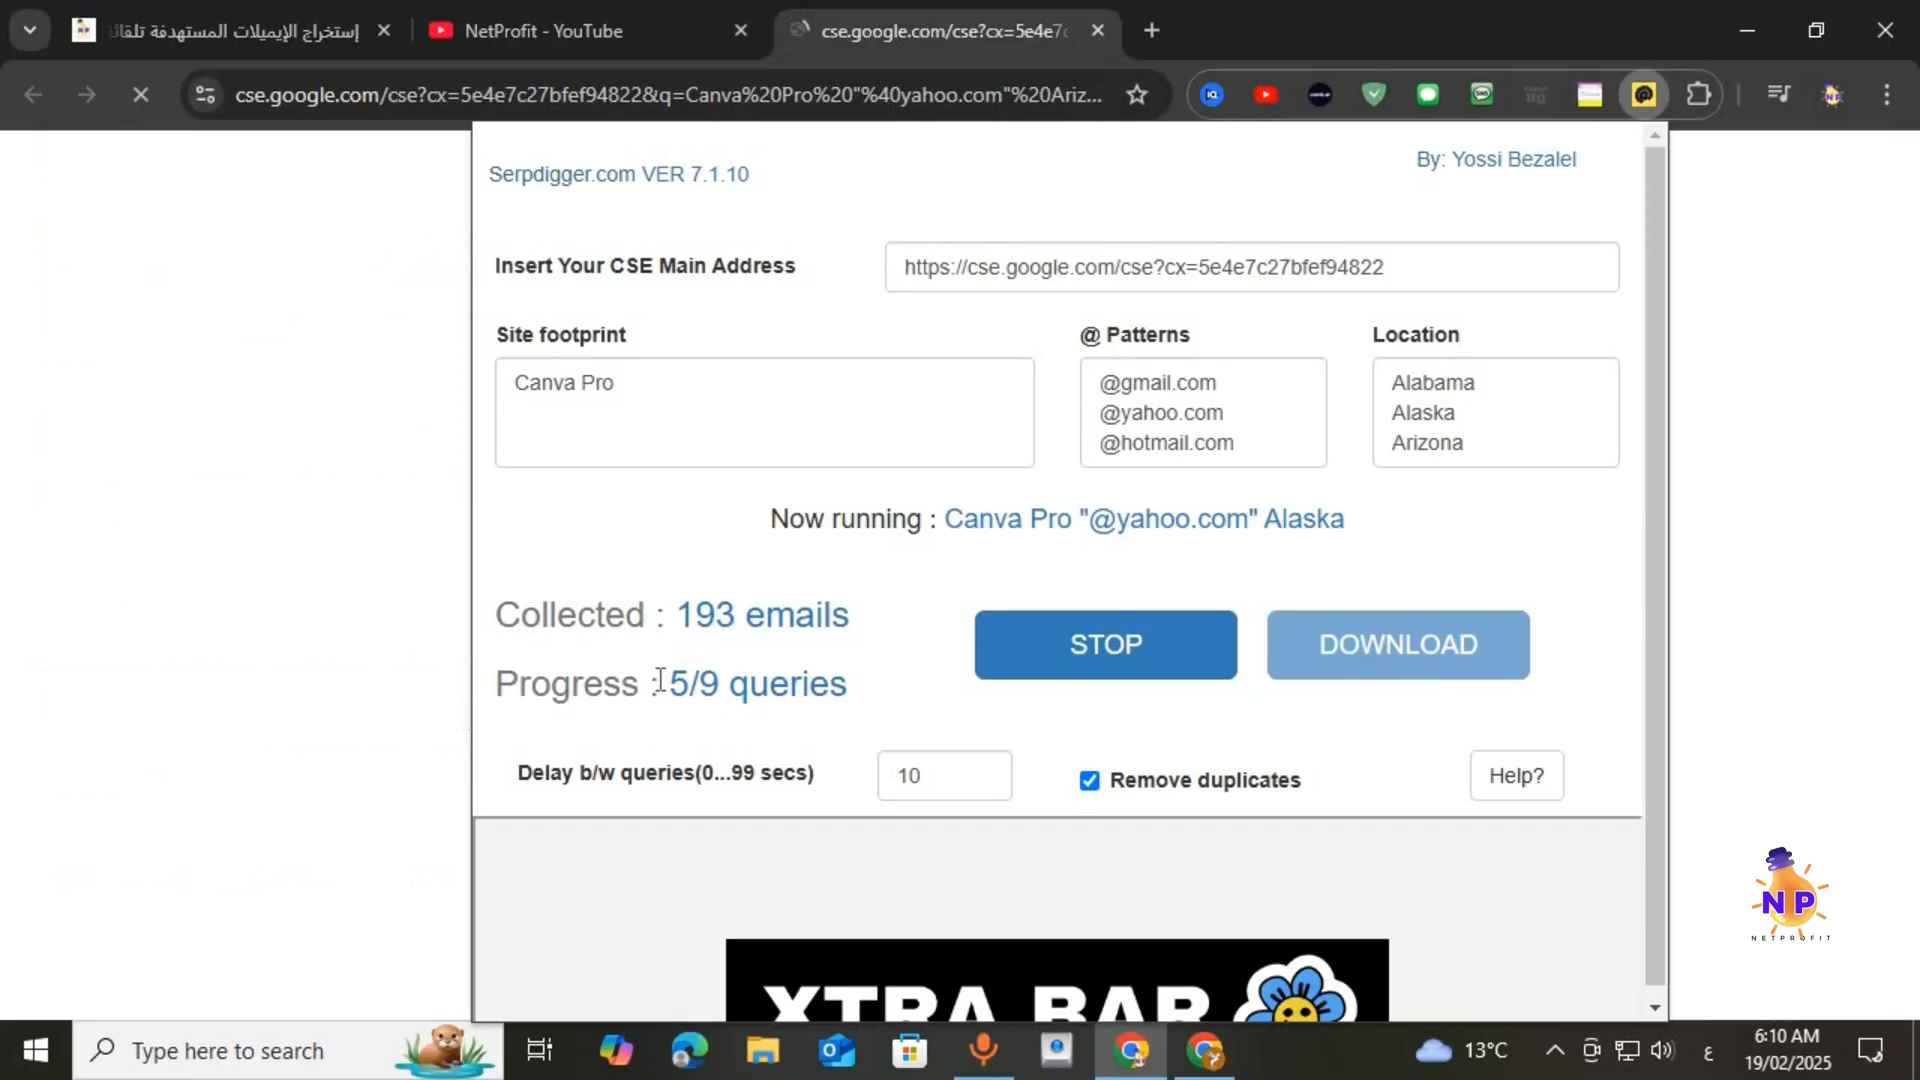 إستخراج الإيميلات المستهدفة تلقائ
NetProfit - YouTube
cse.google.com/cse?cx=5e4e7c
cse.google.com/cse?cx=5e4e7c27bfef94822&q=Canva%20Pro%20"%40yahoo.com"%20Ariz...
Serpdigger.com VER 7.1.10
By: Yossi Bezalel
Insert Your CSE Main Address
https://cse.google.com/cse?cx=5e4e7c27bfef94822
Site footprint
@ Patterns
Location
Canva Pro
@gmail.com
@yahoo.com
@hotmail.com
Alabama
Alaska
Arizona
Now running : Canva Pro "@yahoo.com" Alaska
Collected : 193 emails
STOP
DOWNLOAD
Progress : 5/9 queries
Delay b/w queries(0...99 secs)
10
Remove duplicates
Help?
XTRA BAR
NP
NETPROFIT
Type here to search
13°C
ع
6:10 AM
19/02/2025